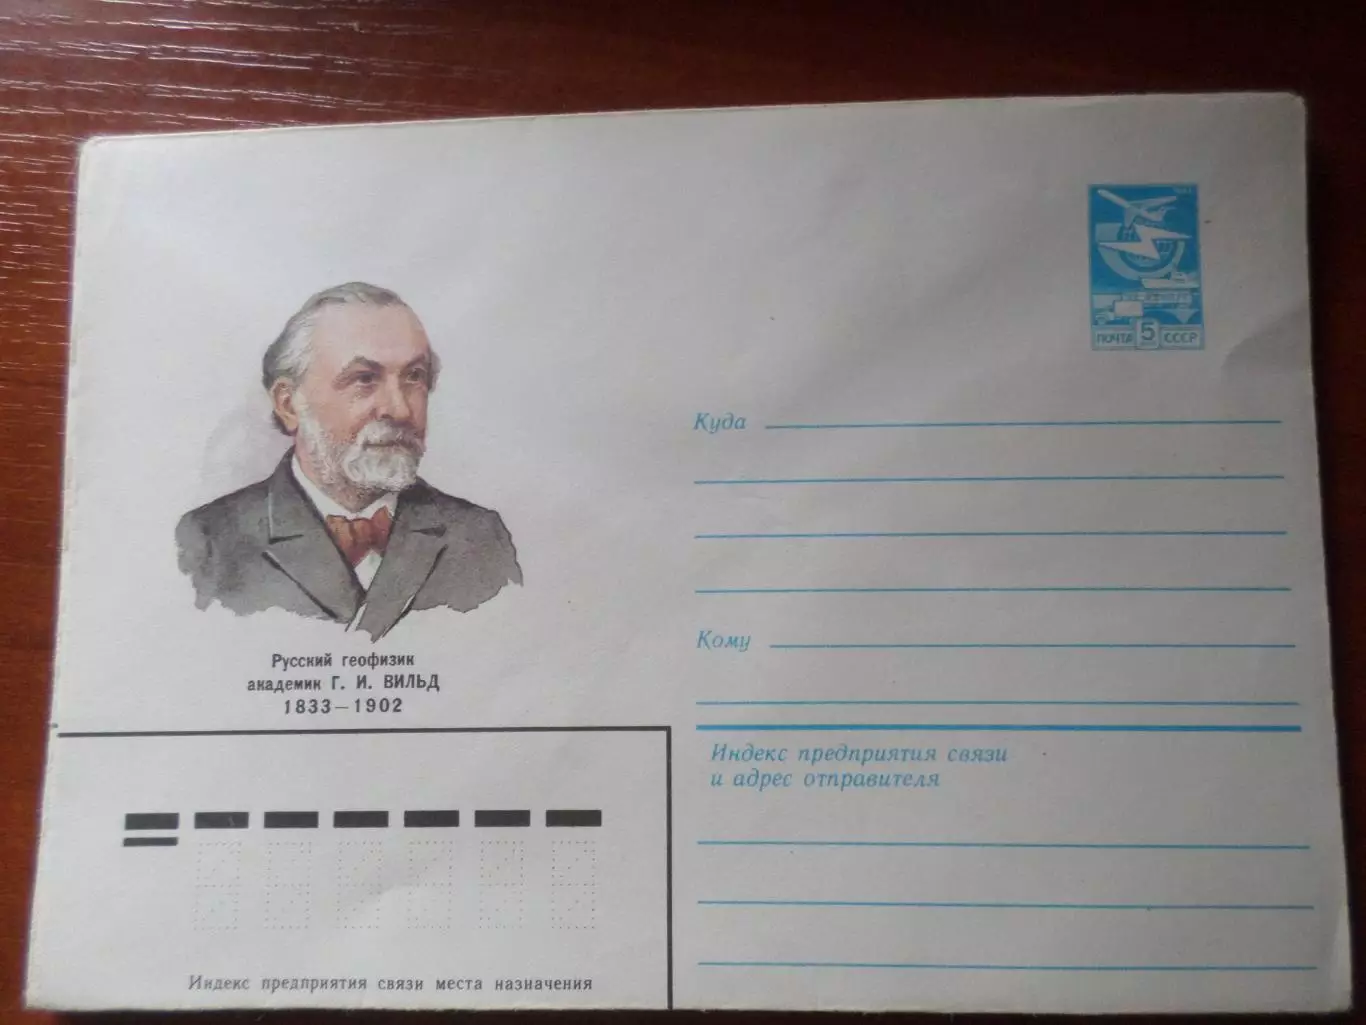 ПОЧТА 5 СССР
Куда
Русский геофизик
академик Г. И. ВИЛЬД
1833—1902
Кому
Индекс предприятия связи
и адрес отправителя
Индекс предприятия связи места назначения